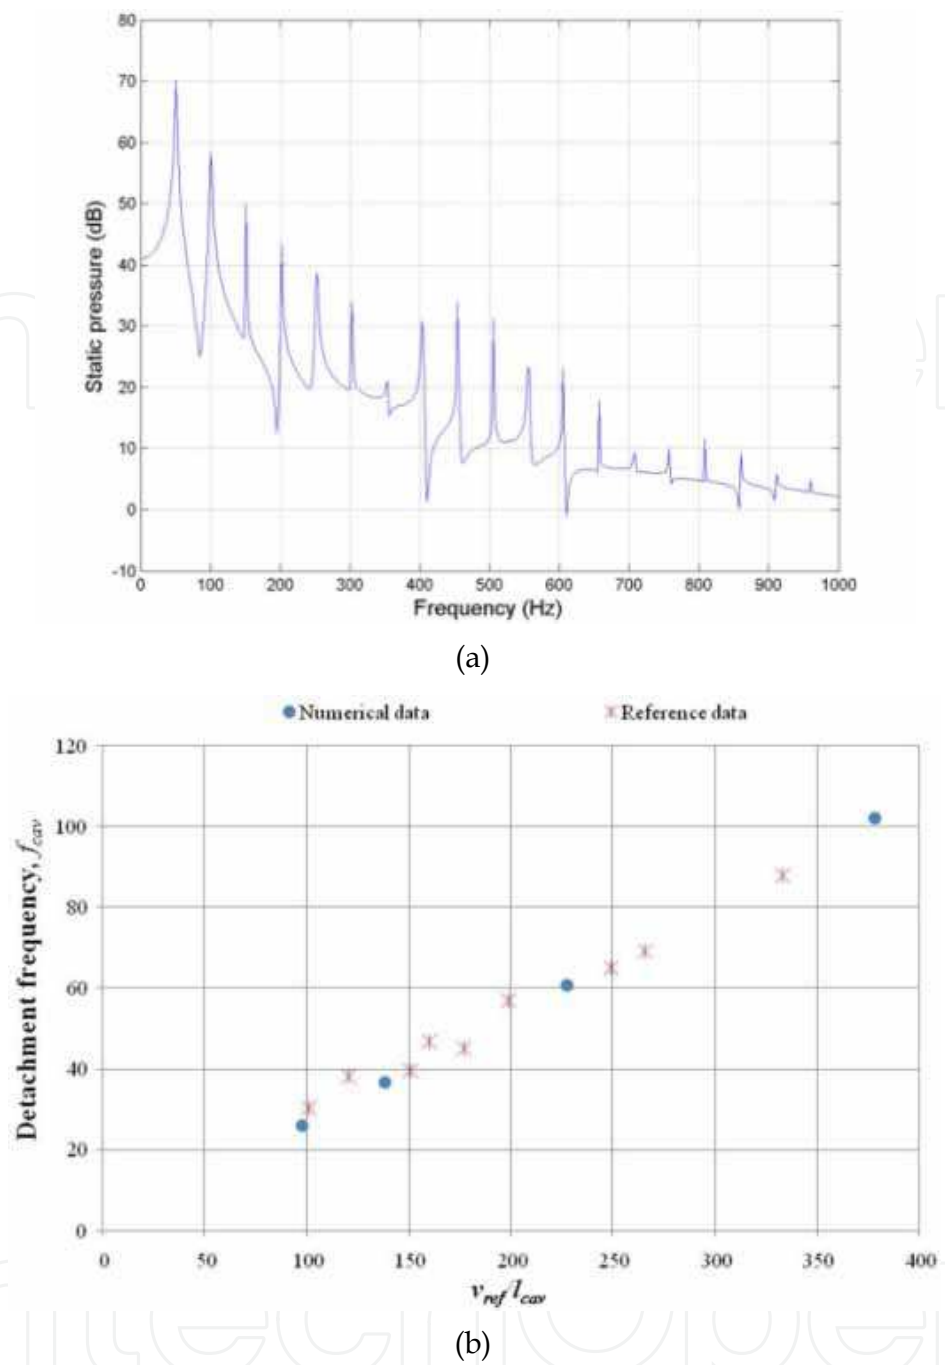 80
70
60
50
40
30
20
10
0
-10
Static pressure (dB)
0 100 200 300 400 500 600 700 800 900 1000
Frequency (Hz)
(a)
Numerical data Reference data
120
100
80
60
40
20
0
Detachment frequency, fcav
0 50 100 150 200 250 300 350 400
vref/lcav
(b)